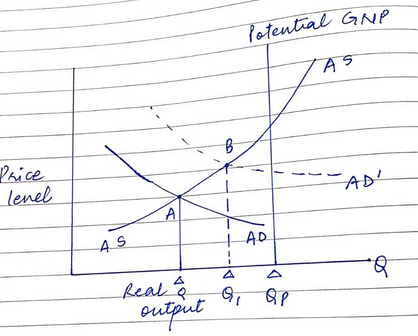 Potential GNP
AS
B
Price
level
AD'
A
AS
AD
Q
Real Q
output
Q1
QP